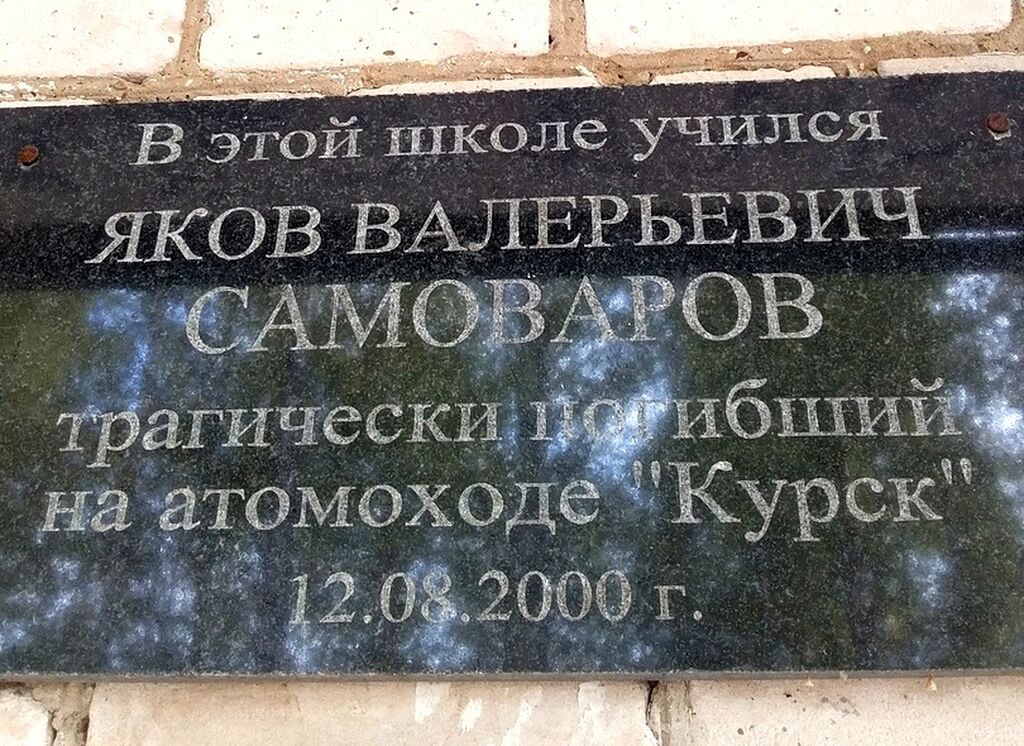 В этой школе учился
ЯКОВ ВАЛЕРЬЕВИЧ
САМОВАРОВ
трагически погибший
на атомоходе "Курск"
12.08.2000 г.